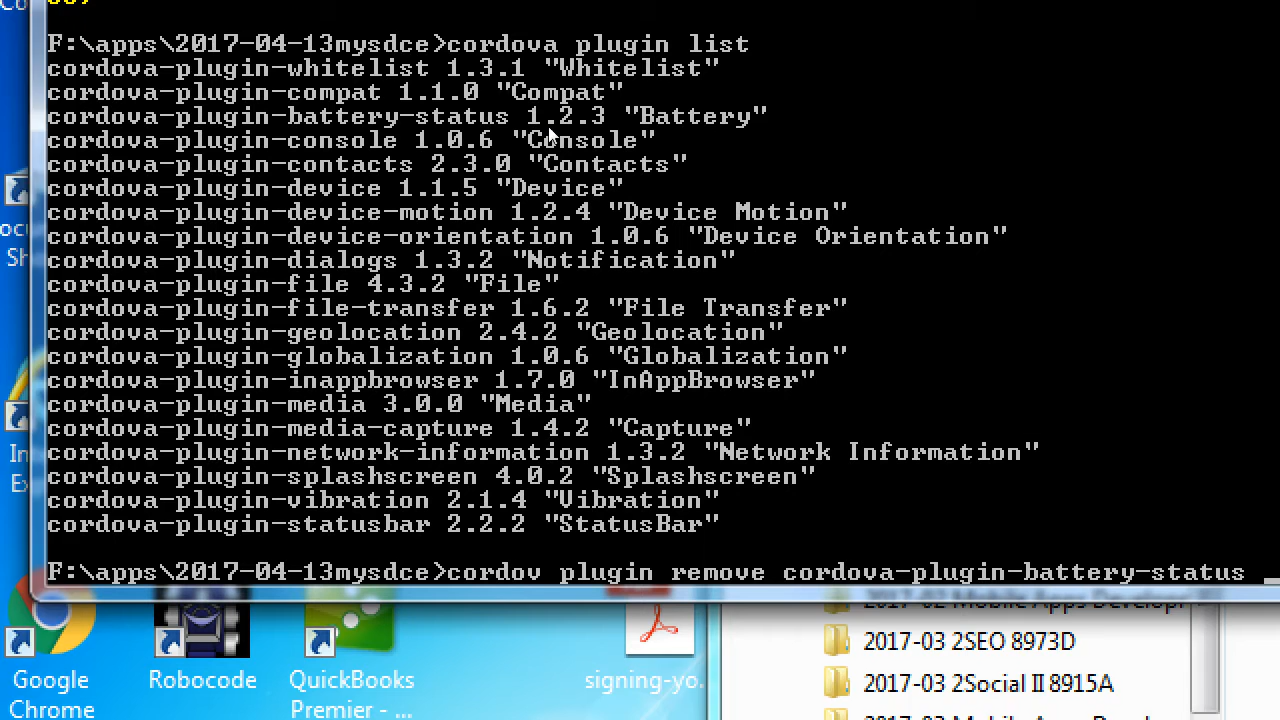 F:\apps\2017-04-13mysdce>cordova plugin list
cordova-plugin-whitelist 1.3.1 "Whitelist"
cordova-plugin-compat 1.1.0 "Compat"
cordova-plugin-battery-status 1.2.3 "Battery"
cordova-plugin-console 1.0.6 "Console"
cordova-plugin-contacts 2.3.0 "Contacts"
cordova-plugin-device 1.1.5 "Device"
cordova-plugin-device-motion 1.2.4 "Device Motion"
cordova-plugin-device-orientation 1.0.6 "Device Orientation"
cordova-plugin-dialogs 1.3.2 "Notification"
cordova-plugin-file 4.3.2 "File"
cordova-plugin-file-transfer 1.6.2 "File Transfer"
cordova-plugin-geolocation 2.4.2 "Geolocation"
cordova-plugin-globalization 1.0.6 "Globalization"
cordova-plugin-inappbrowser 1.7.0 "InAppBrowser"
cordova-plugin-media 3.0.0 "Media"
cordova-plugin-media-capture 1.4.2 "Capture"
cordova-plugin-network-information 1.3.2 "Network Information"
cordova-plugin-splashscreen 4.0.2 "Splashscreen"
cordova-plugin-vibration 2.1.4 "Vibration"
cordova-plugin-statusbar 2.2.2 "StatusBar"
F:\apps\2017-04-13mysdce>cordov plugin remove cordova-plugin-battery-status
2017-03 2SEO 8973D
2017-03 2Social II 8915A
Google
Chrome
Robocode
QuickBooks
Premier - ...
signing-yo.